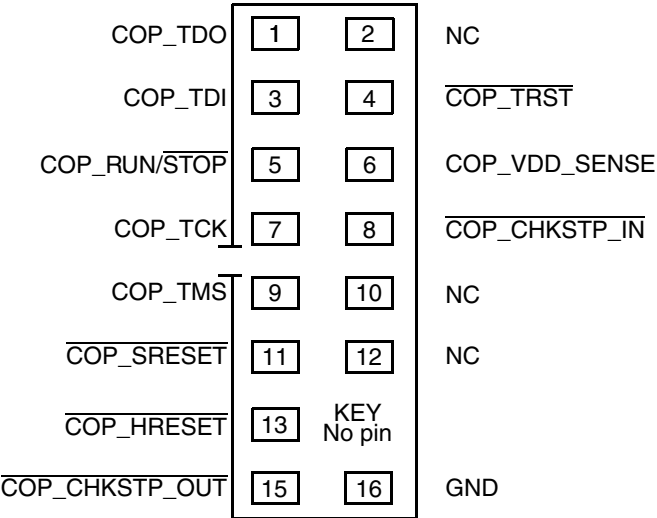 COP_TDO 1 2 NC
COP_TDI 3 4 COP_TRST
COP_RUN/STOP 5 6 COP_VDD_SENSE
COP_TCK 7 8 COP_CHKSTP_IN
COP_TMS 9 10 NC
COP_SRESET 11 12 NC
COP_HRESET 13 KEY
No pin
COP_CHKSTP_OUT 15 16 GND